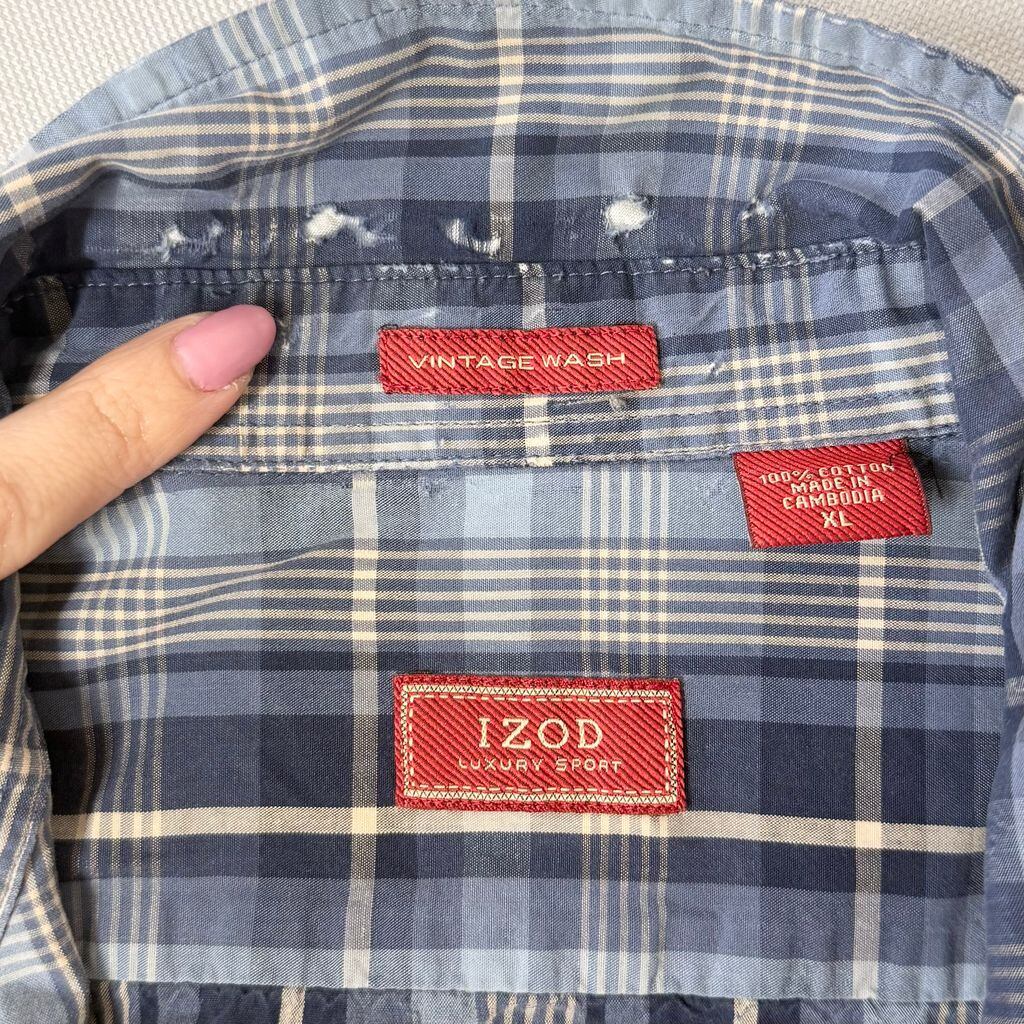 VINTAGE WASH
100% COTTON
MADE IN
CAMBODIA
XL
IZOD
LUXURY SPORT